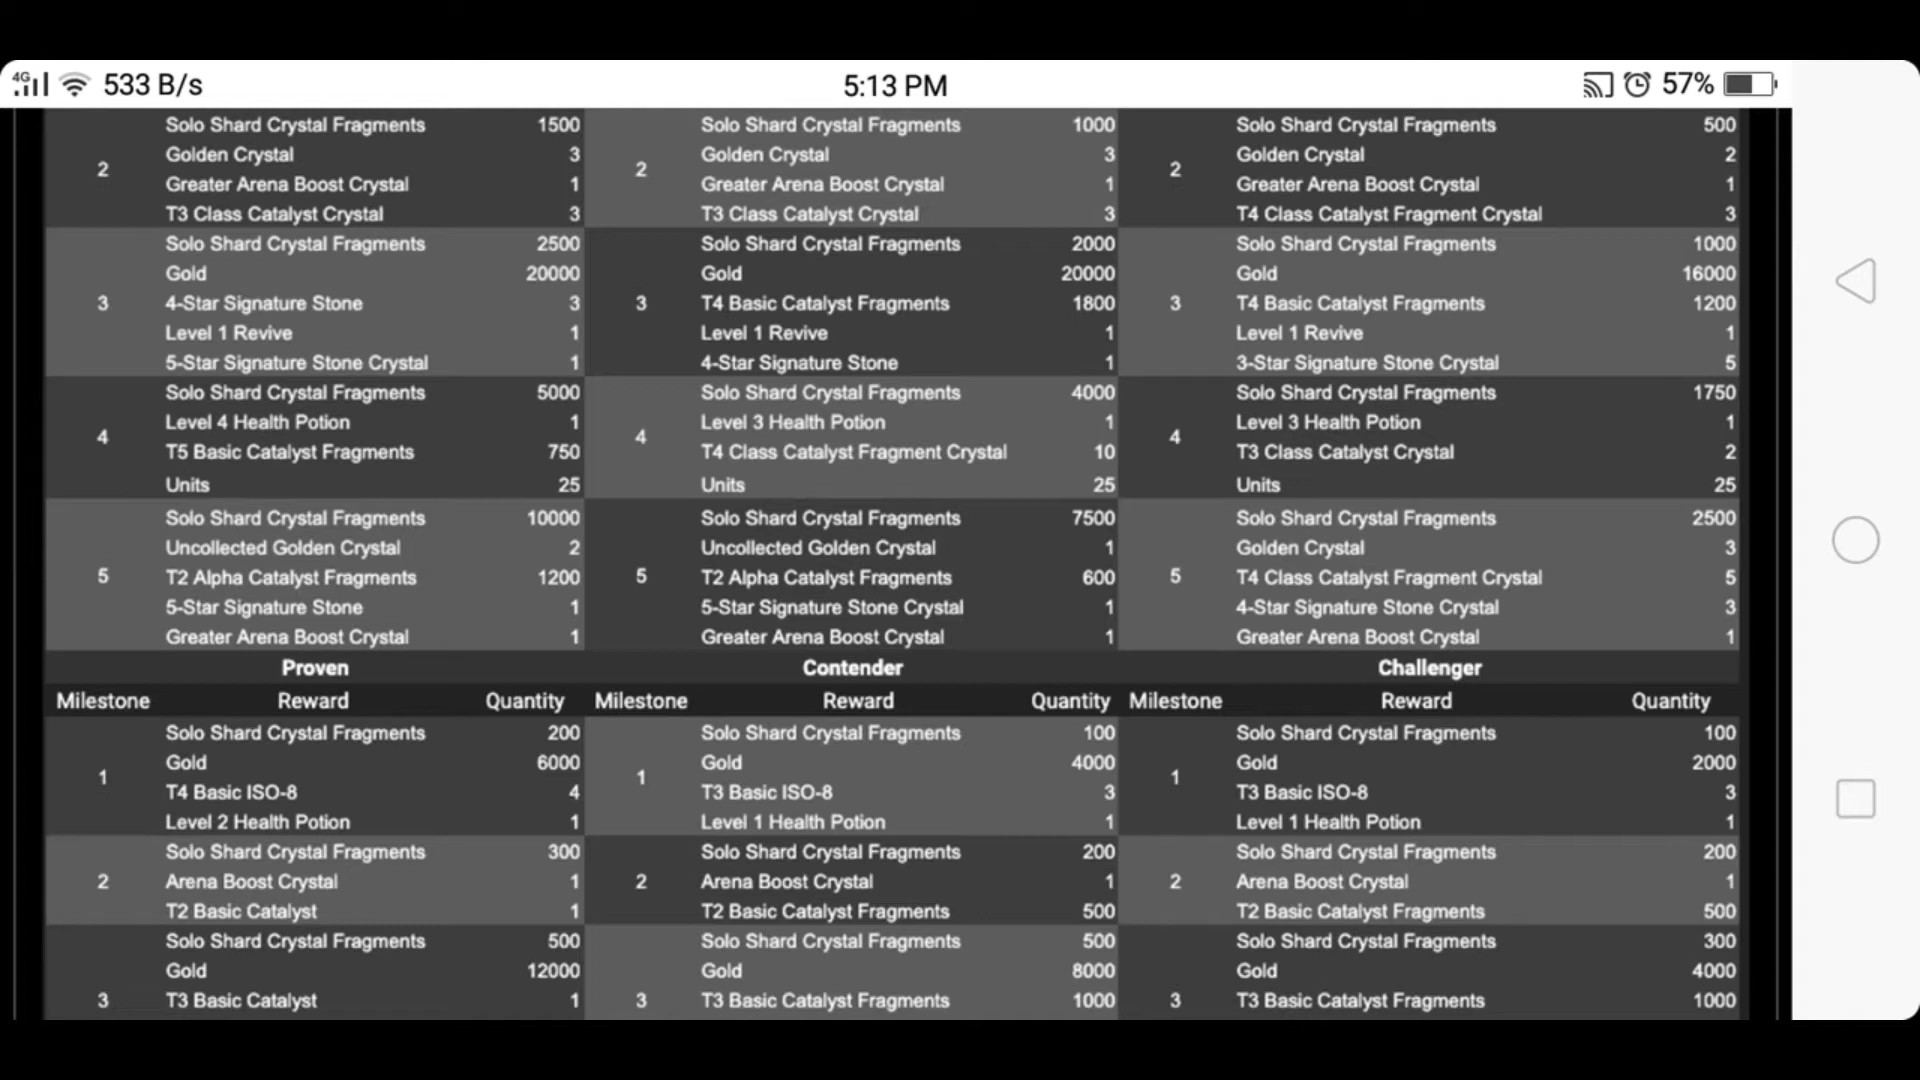 4G 533 B/s 5:13 PM 57%
Solo Shard Crystal Fragments 1500 Solo Shard Crystal Fragments 1000 Solo Shard Crystal Fragments 500
Golden Crystal 3 Golden Crystal 3 Golden Crystal 2
2 2 2
Greater Arena Boost Crystal 1 Greater Arena Boost Crystal 1 Greater Arena Boost Crystal 1
T3 Class Catalyst Crystal 3 T3 Class Catalyst Crystal 3 T4 Class Catalyst Fragment Crystal 3
Solo Shard Crystal Fragments 2500 Solo Shard Crystal Fragments 2000 Solo Shard Crystal Fragments 1000
Gold 20000 Gold 20000 Gold 16000
3 4-Star Signature Stone 3 3 T4 Basic Catalyst Fragments 1800 3 T4 Basic Catalyst Fragments 1200
Level 1 Revive 1 Level 1 Revive 1 Level 1 Revive 1
5-Star Signature Stone Crystal 1 4-Star Signature Stone 1 3-Star Signature Stone Crystal 5
Solo Shard Crystal Fragments 5000 Solo Shard Crystal Fragments 4000 Solo Shard Crystal Fragments 1750
Level 4 Health Potion 1 Level 3 Health Potion 1 Level 3 Health Potion 1
4 4 4
T5 Basic Catalyst Fragments 750 T4 Class Catalyst Fragment Crystal 10 T3 Class Catalyst Crystal 2
Units 25 Units 25 Units 25
Solo Shard Crystal Fragments 10000 Solo Shard Crystal Fragments 7500 Solo Shard Crystal Fragments 2500
Uncollected Golden Crystal 2 Uncollected Golden Crystal 1 Golden Crystal 3
5 T2 Alpha Catalyst Fragments 1200 5 T2 Alpha Catalyst Fragments 600 5 T4 Class Catalyst Fragment Crystal 5
5-Star Signature Stone 1 5-Star Signature Stone Crystal 1 4-Star Signature Stone Crystal 3
Greater Arena Boost Crystal 1 Greater Arena Boost Crystal 1 Greater Arena Boost Crystal 1
Proven Contender Challenger
Milestone Reward Quantity Milestone Reward Quantity Milestone Reward Quantity
Solo Shard Crystal Fragments 200 Solo Shard Crystal Fragments 100 Solo Shard Crystal Fragments 100
Gold 6000 Gold 4000 Gold 2000
1 1 1
T4 Basic ISO-8 4 T3 Basic ISO-8 3 T3 Basic ISO-8 3
Level 2 Health Potion 1 Level 1 Health Potion 1 Level 1 Health Potion 1
Solo Shard Crystal Fragments 300 Solo Shard Crystal Fragments 200 Solo Shard Crystal Fragments 200
2 Arena Boost Crystal 1 2 Arena Boost Crystal 1 2 Arena Boost Crystal 1
T2 Basic Catalyst 1 T2 Basic Catalyst Fragments 500 T2 Basic Catalyst Fragments 500
Solo Shard Crystal Fragments 500 Solo Shard Crystal Fragments 500 Solo Shard Crystal Fragments 300
Gold 12000 Gold 8000 Gold 4000
3 T3 Basic Catalyst 1 3 T3 Basic Catalyst Fragments 1000 3 T3 Basic Catalyst Fragments 1000